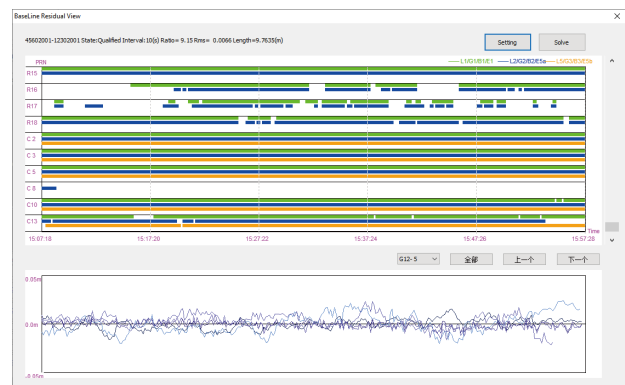 BaseLine Residual View
45602001-12302001 State:Qualified Interval:10(s) Ratio= 9.15 Rms= 0.0066 Length=9.7635(m)
Setting
Solve
PRN
L1/G1/B1/E1
L2/G2/B2/E5a
L5/G3/B3/E5b
R15
R16
R17
R18
C 2
C 3
C 5
C 8
C10
C13
Time
15:07:18
15:17:20
15:27:22
15:37:24
15:47:26
15:57:28
G12- 5
全部
上一个
下一个
0.05m
0.0m
-0.05m